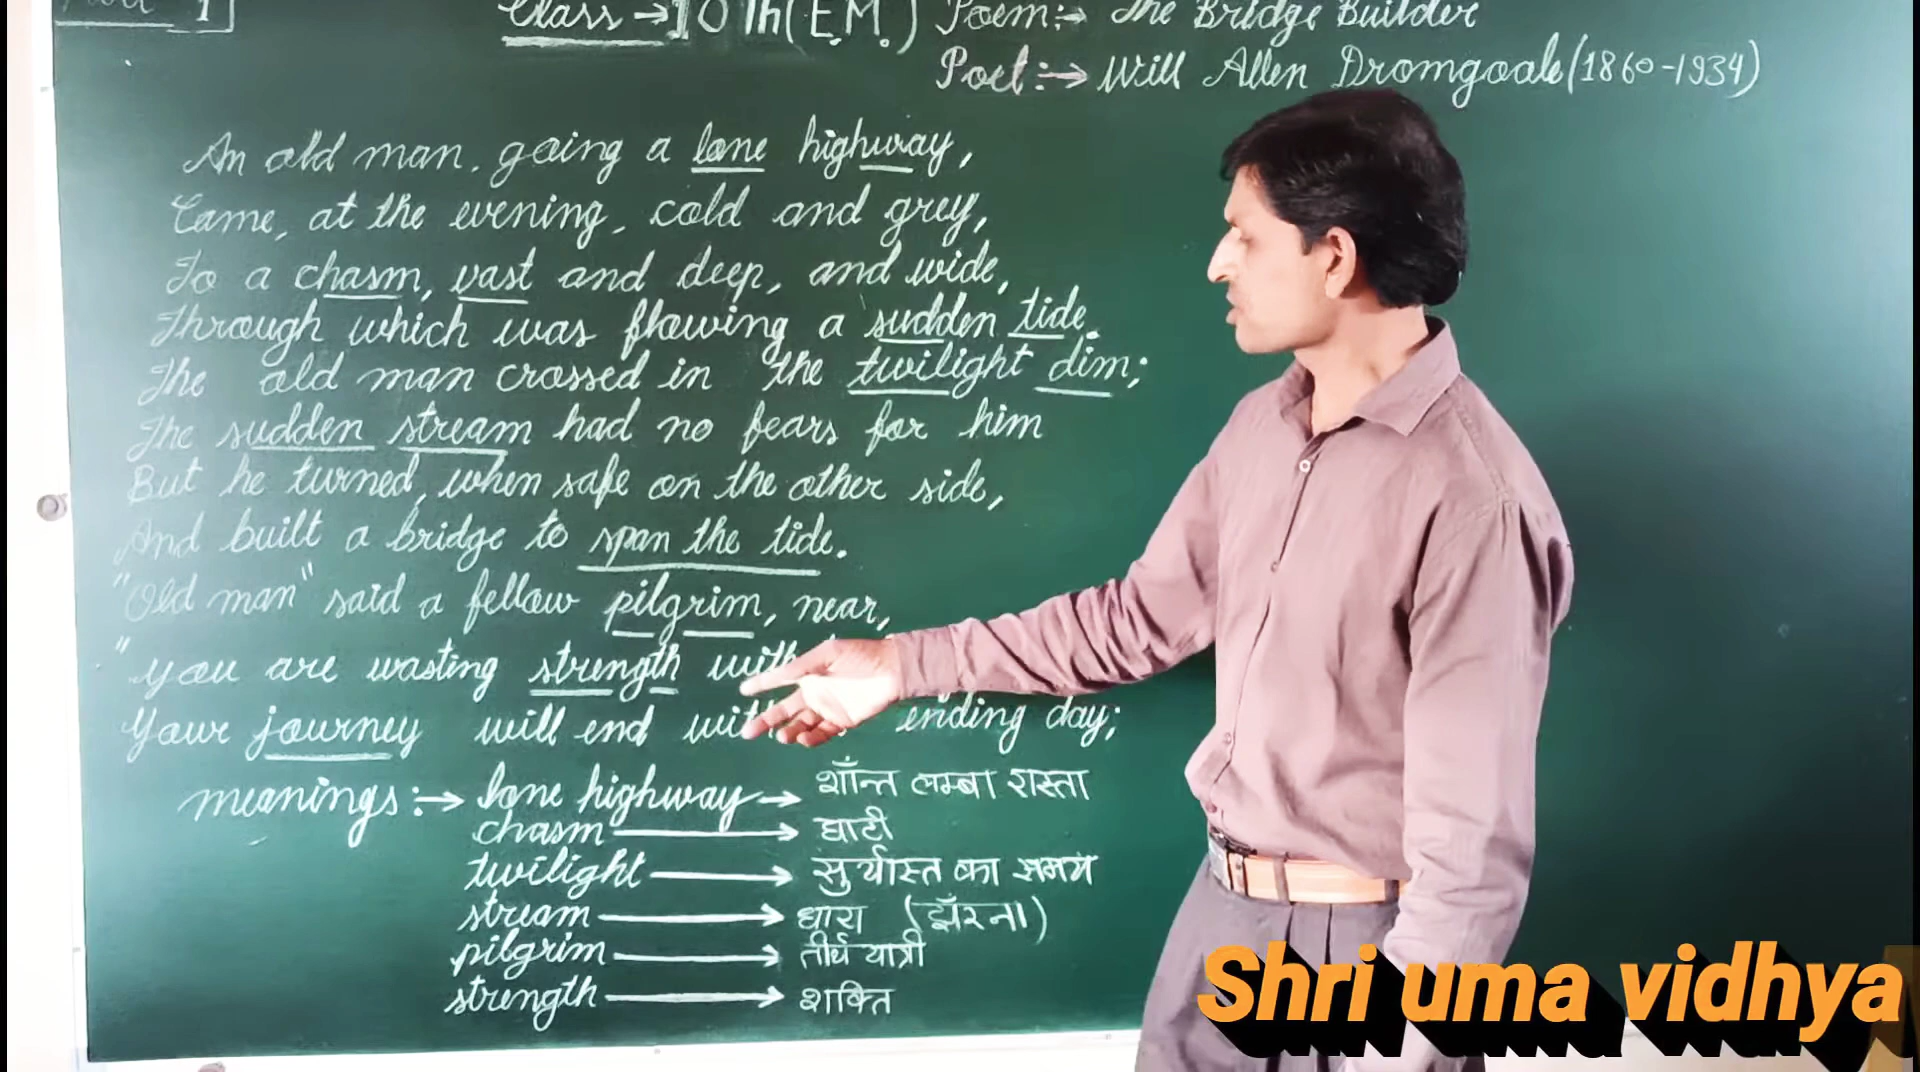 Part 1
Class → 10 Th (E.M.) Poem:→ The Bridge Builder
Poet:→ Will Allen Dromgoale (1860-1934)
An old man, going a lone highway,
Came, at the evening, cold and grey,
To a chasm, vast and deep, and wide,
Through which was flowing a sudden tide.
The old man crossed in the twilight dim;
The sudden stream had no fears for him
But he turned, when safe on the other side,
And built a bridge to span the tide.
"Old man" said a fellow pilgrim, near,
"You are wasting strength with
Your journey will end with ending day;
meanings:→ lone highway → शाँन्त लम्बा रास्ता
chasm → घाटी
twilight → सुर्यास्त का समय
stream → धारा (झँरना)
pilgrim → तीर्थ यात्री
strength → शक्ति
Shri uma vidhya